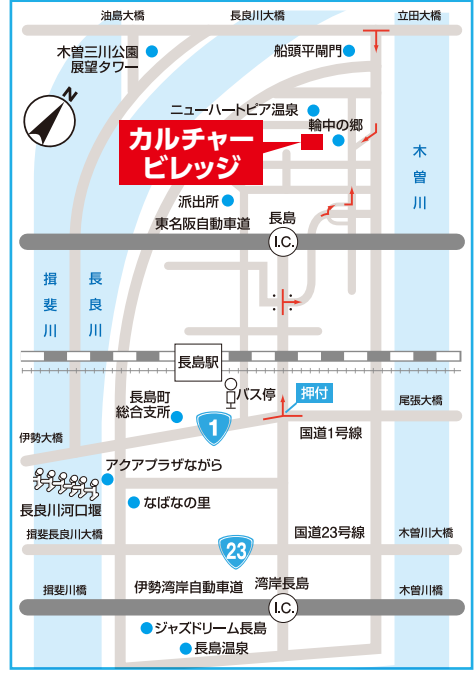 油島大橋
長良川大橋
立田大橋
木曽三川公園
展望タワー
船頭平閘門
N
ニューハートピア温泉
輪中の郷
カルチャー
ビレッジ
木曽川
派出所
東名阪自動車道
長島
I.C.
揖斐川
長良川
長島駅
バス停
押付
長島町
総合支所
尾張大橋
1
国道1号線
伊勢大橋
アクアプラザながら
長良川河口堰
なばなの里
揖斐長良川大橋
国道23号線
木曽川大橋
23
揖斐川橋
伊勢湾岸自動車道
湾岸長島
木曽川橋
I.C.
ジャズドリーム長島
長島温泉